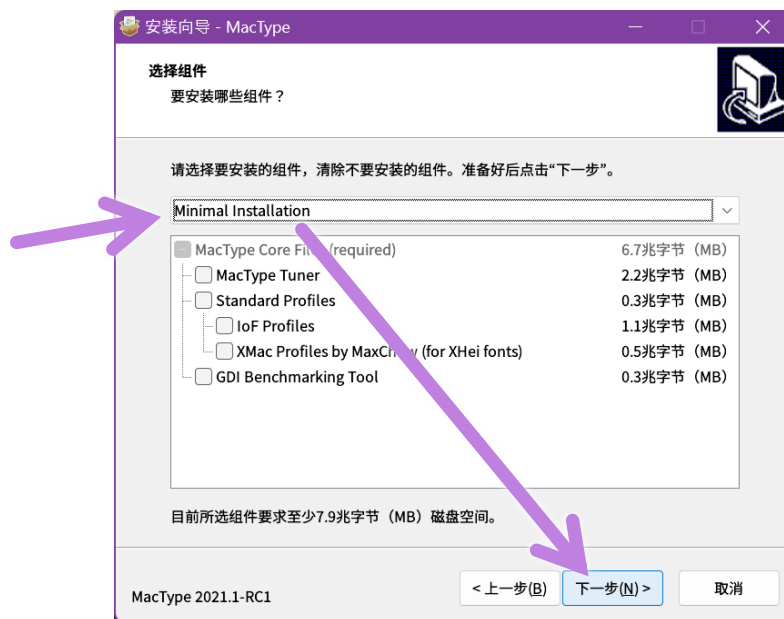 安装向导 - MacType
选择组件
要安装哪些组件？
请选择要安装的组件，清除不要安装的组件。准备好后点击“下一步”。
Minimal Installation
MacType Core Fil (required) 6.7兆字节（MB）
MacType Tuner 2.2兆字节（MB）
Standard Profiles 0.3兆字节（MB）
IoF Profiles 1.1兆字节（MB）
XMac Profiles by MaxCh (for XHei fonts) 0.5兆字节（MB）
GDI Benchmarking Tool 0.3兆字节（MB）
目前所选组件要求至少7.9兆字节（MB）磁盘空间。
MacType 2021.1-RC1
< 上一步(B) 下一步(N) > 取消